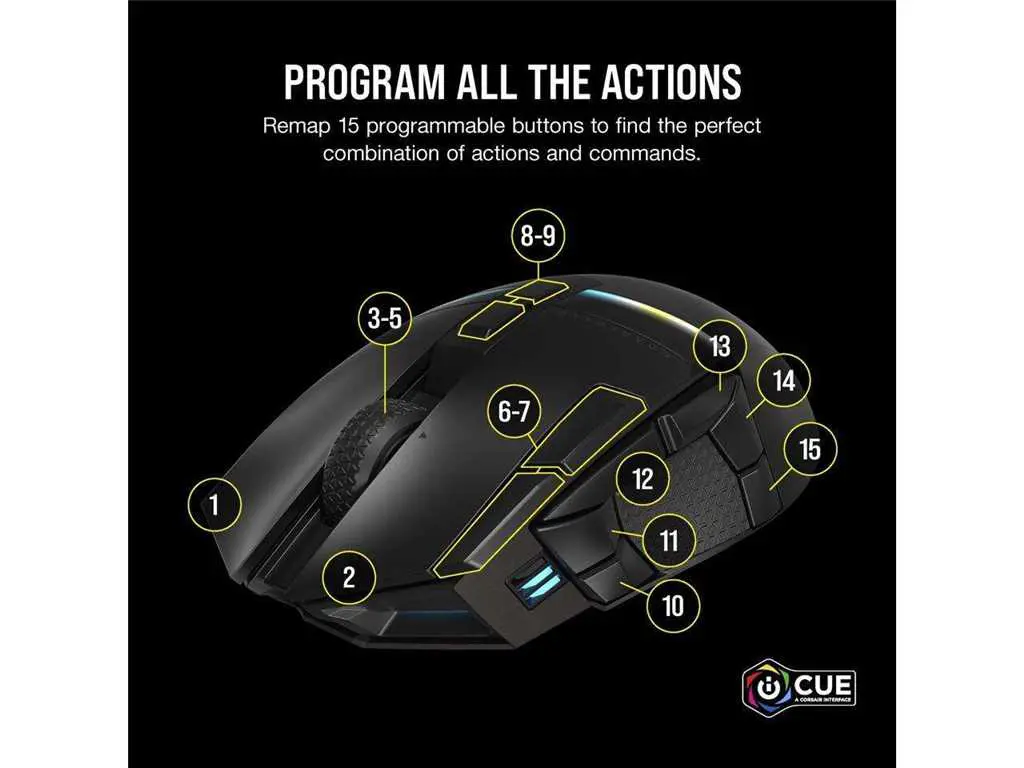 PROGRAM ALL THE ACTIONS
Remap 15 programmable buttons to find the perfect
combination of actions and commands.
8-9
3-5
13
14
6-7
15
12
1
11
2
10
iCUE
A CORSAIR INTERFACE